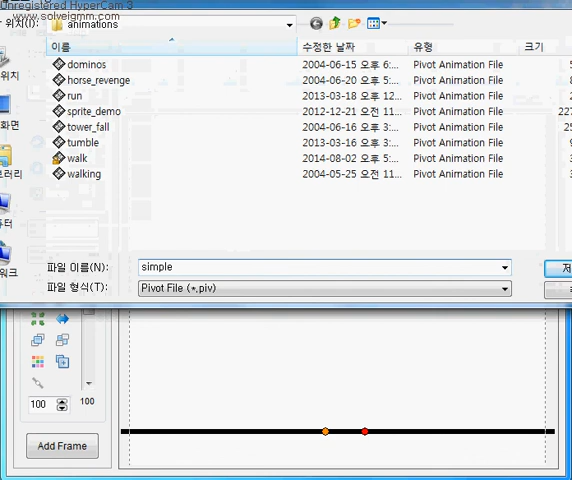 Unregistered HyperCam 3
www.solveigmm.com
위치(I): animations
이름 수정한 날짜 유형 크기
dominos 2004-06-15 오후 6:... Pivot Animation File
horse_revenge 2004-06-20 오후 5:... Pivot Animation File
run 2013-03-18 오후 12... Pivot Animation File
sprite_demo 2012-12-21 오전 11... Pivot Animation File 227
tower_fall 2004-06-16 오후 3:... Pivot Animation File 25
tumble 2013-03-16 오후 3:... Pivot Animation File
walk 2014-08-02 오후 5:... Pivot Animation File
walking 2004-05-25 오전 11... Pivot Animation File
위치
화면
러리
퓨터
워크
파일 이름(N): simple
파일 형식(T): Pivot File (*.piv)
100 100
Add Frame